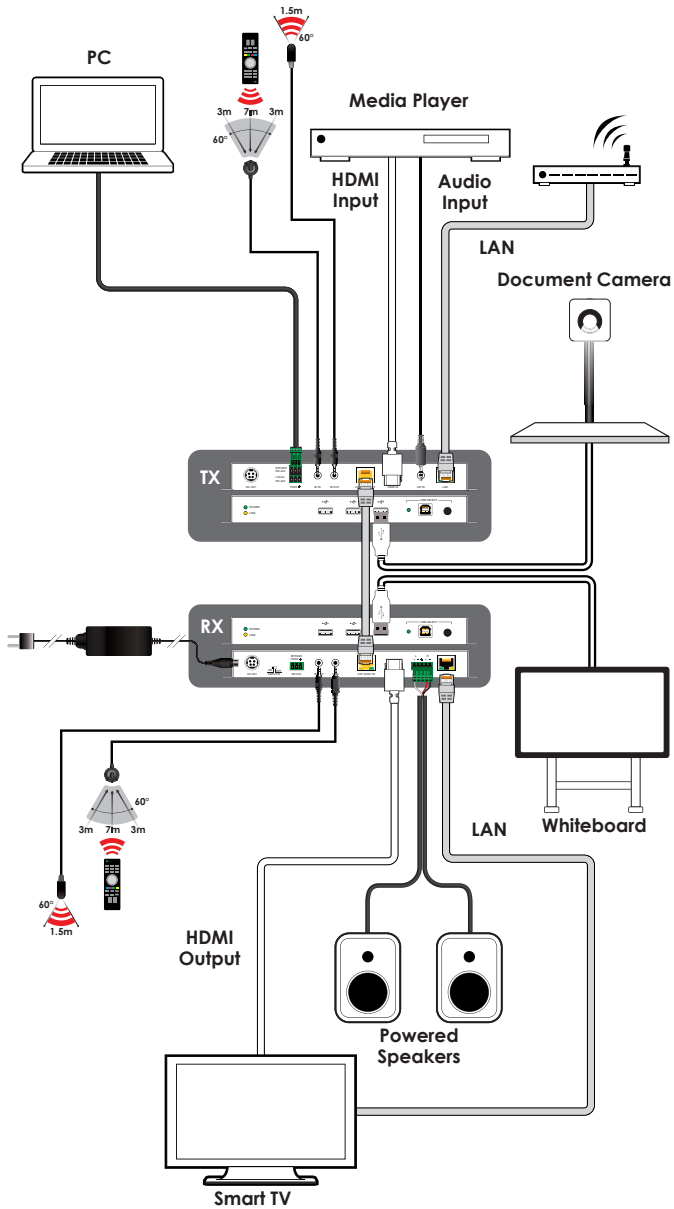 1.5m
60°
PC
3m 7m 3m
60°
Media Player
HDMI
Input
Audio
Input
LAN
Document Camera
TX
RX
60°
3m 7m 3m
60°
1.5m
LAN
Whiteboard
HDMI
Output
Powered
Speakers
Smart TV